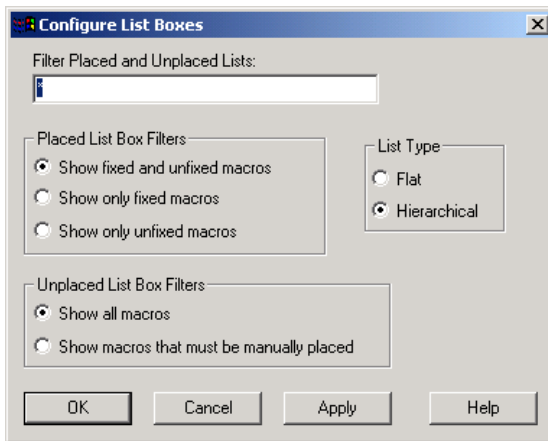 Configure List Boxes
Filter Placed and Unplaced Lists:
*
Placed List Box Filters
Show fixed and unfixed macros
Show only fixed macros
Show only unfixed macros
List Type
Flat
Hierarchical
Unplaced List Box Filters
Show all macros
Show macros that must be manually placed
OK Cancel Apply Help